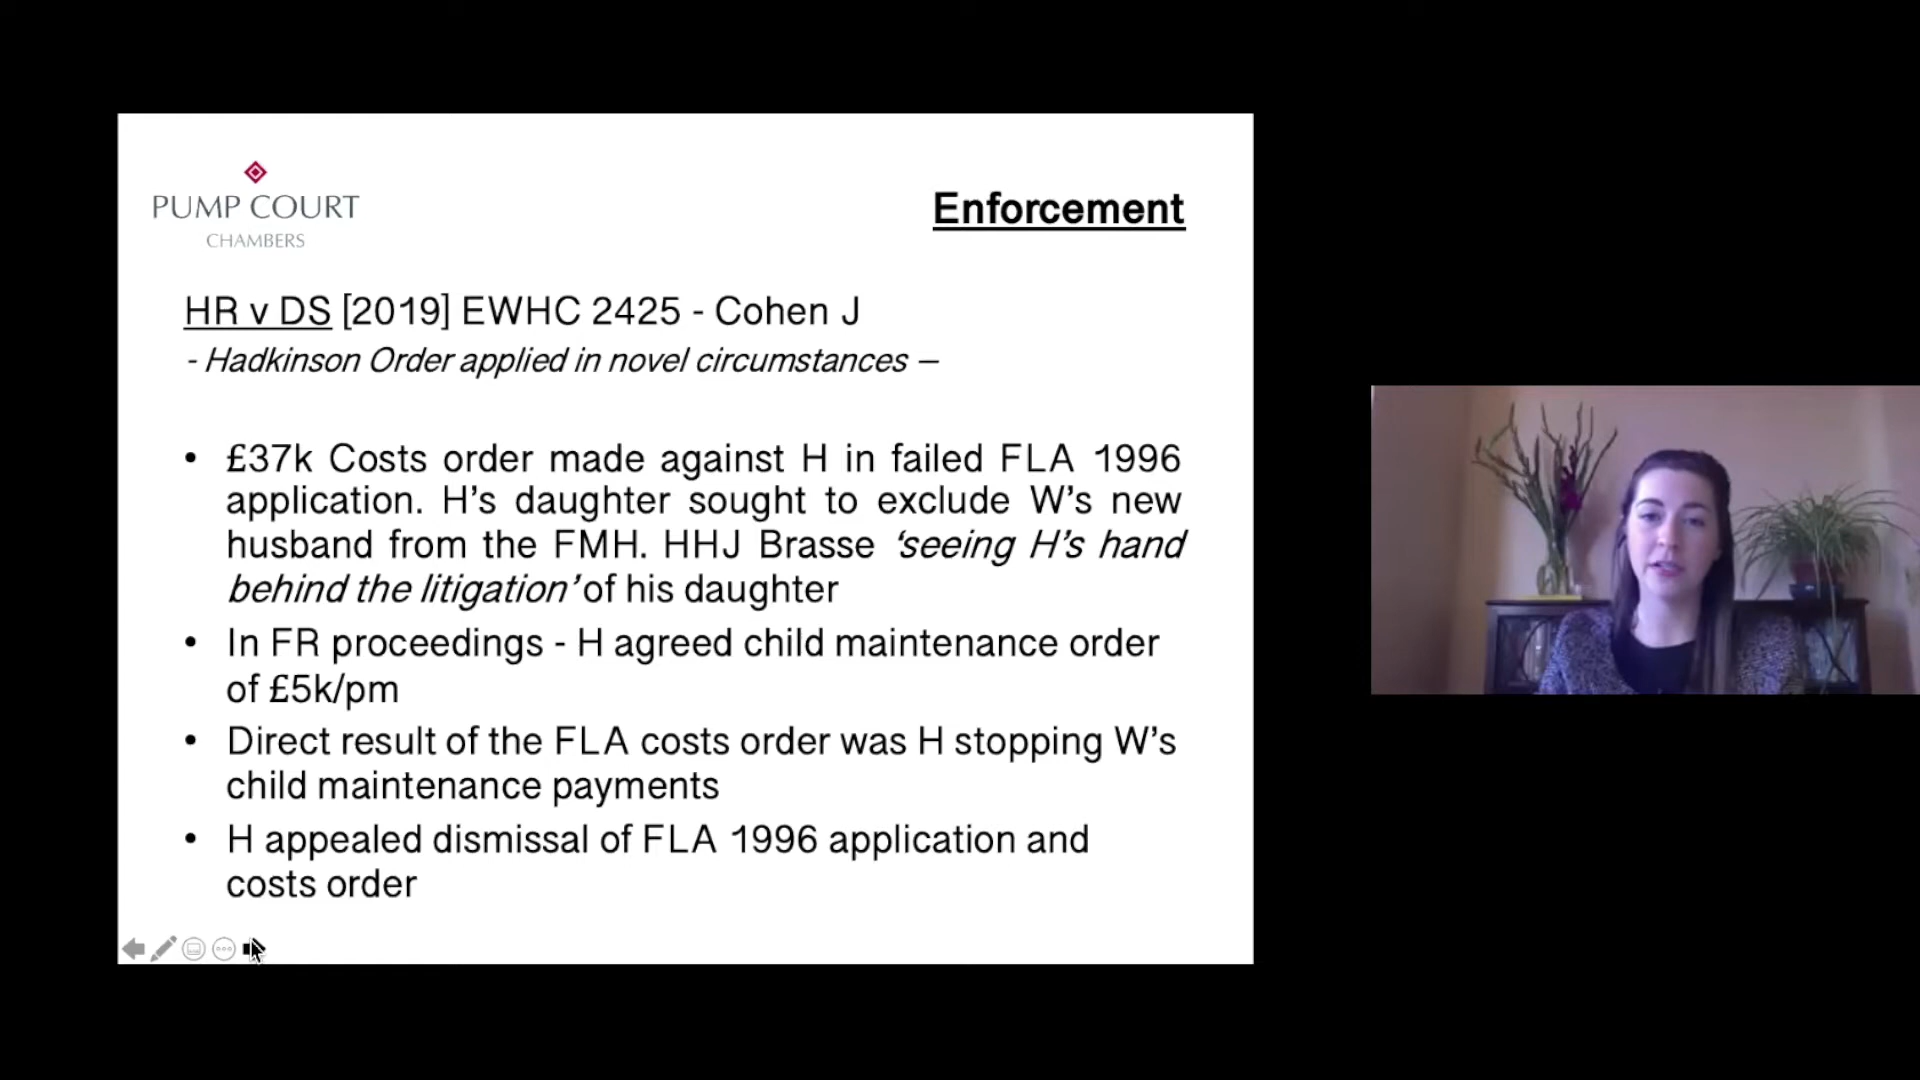 PUMP COURT
CHAMBERS
Enforcement
HR v DS [2019] EWHC 2425 - Cohen J
- Hadkinson Order applied in novel circumstances –
• £37k Costs order made against H in failed FLA 1996
application. H’s daughter sought to exclude W’s new
husband from the FMH. HHJ Brasse ‘seeing H’s hand
behind the litigation’ of his daughter
• In FR proceedings - H agreed child maintenance order
of £5k/pm
• Direct result of the FLA costs order was H stopping W’s
child maintenance payments
• H appealed dismissal of FLA 1996 application and
costs order